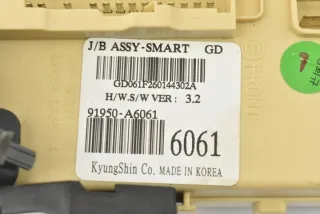 J/B ASSY-SMART GD
GD061F260144302A
H/W.S/W VER : 3.2
91950-A6061
6061
KyungShin Co. MADE IN KOREA